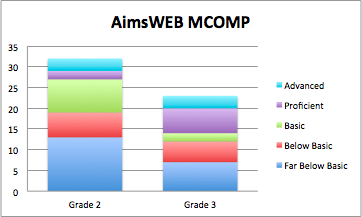 AimsWEB MCOMP
35
30
25
20
15
10
5
0
Grade 2
Grade 3
Advanced
Proficient
Basic
Below Basic
Far Below Basic